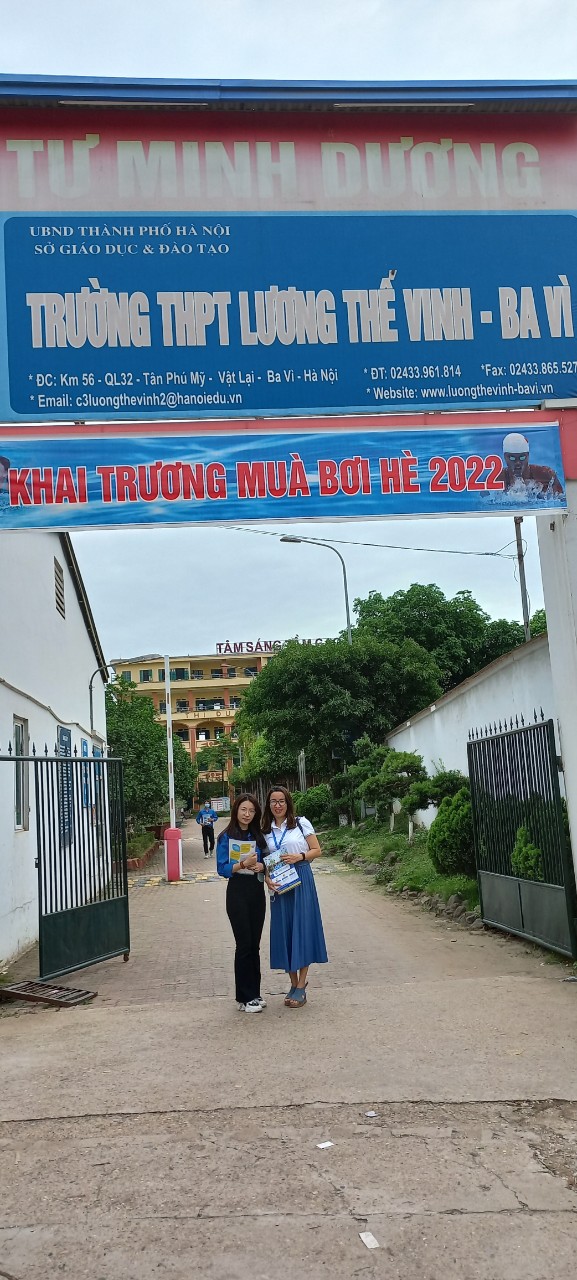 TƯ MINH DƯƠNG
UBND THÀNH PHỐ HÀ NỘI
SỞ GIÁO DỤC & ĐÀO TẠO
TRƯỜNG THPT LƯƠNG THẾ VINH - BA VÌ
* ĐC: Km 56 - QL32 - Tân Phú Mỹ - Vật Lại - Ba Vì - Hà Nội
* ĐT: 02433.961.814 *Fax: 02433.865.527
* Email: c3luongthevinh2@hanoiedu.vn
* Website: www.luongthevinh-bavi.vn
KHAI TRƯƠNG MUÀ BƠI HÈ 2022
TÂM SÁNG
THI ĐU